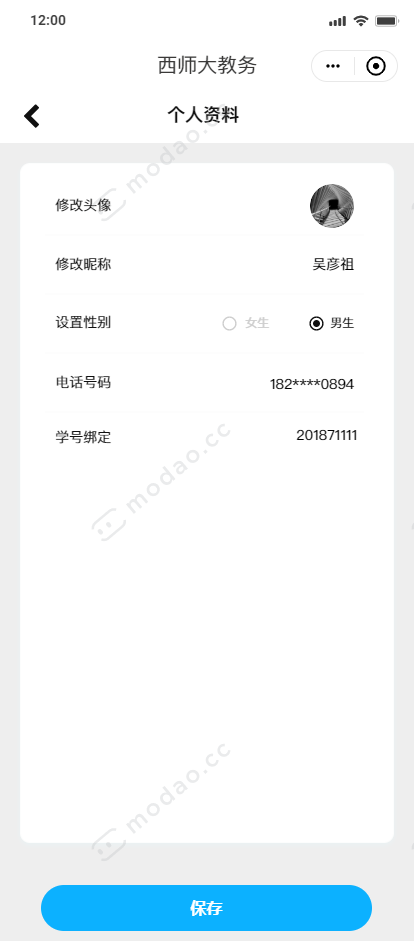 12:00
西师大教务
个人资料
修改头像
修改昵称 吴彦祖
设置性别 女生 男生
电话号码 182****0894
学号绑定 201871111
保存
modao.cc
modao.cc
modao.cc